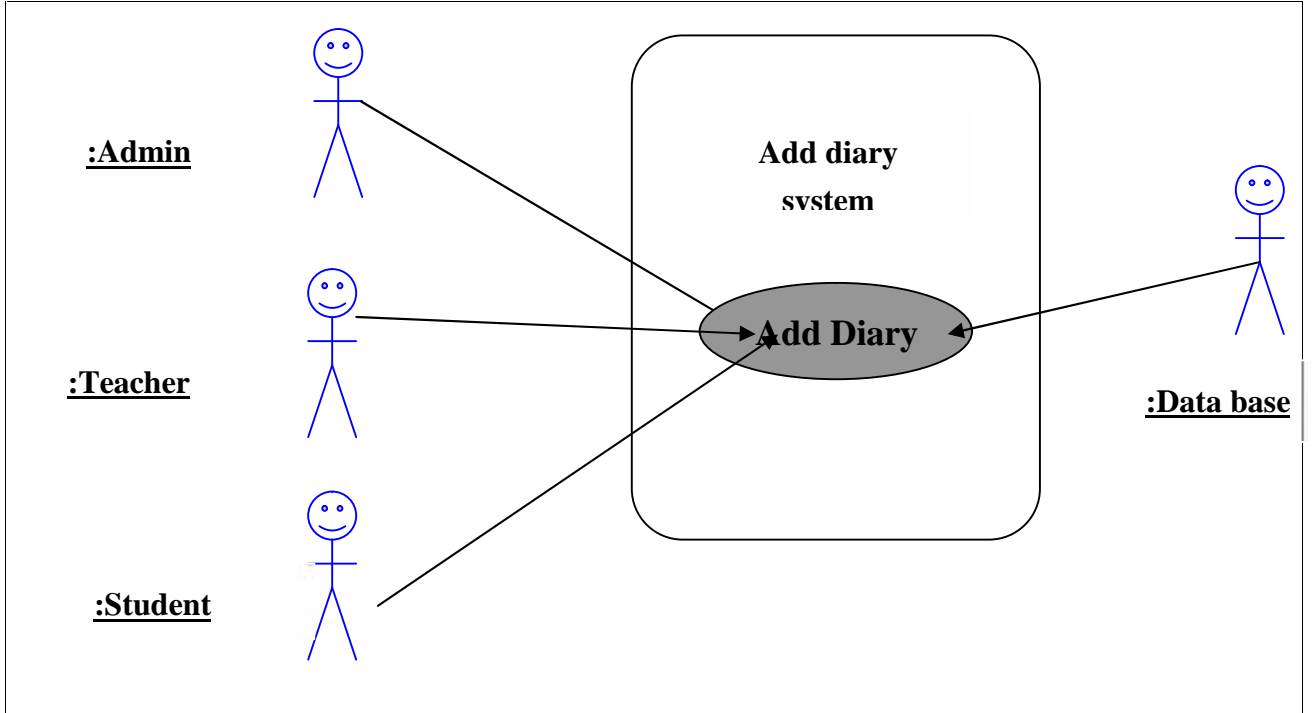 :Admin
Add diary
system
:Teacher
Add Diary
:Data base
:Student